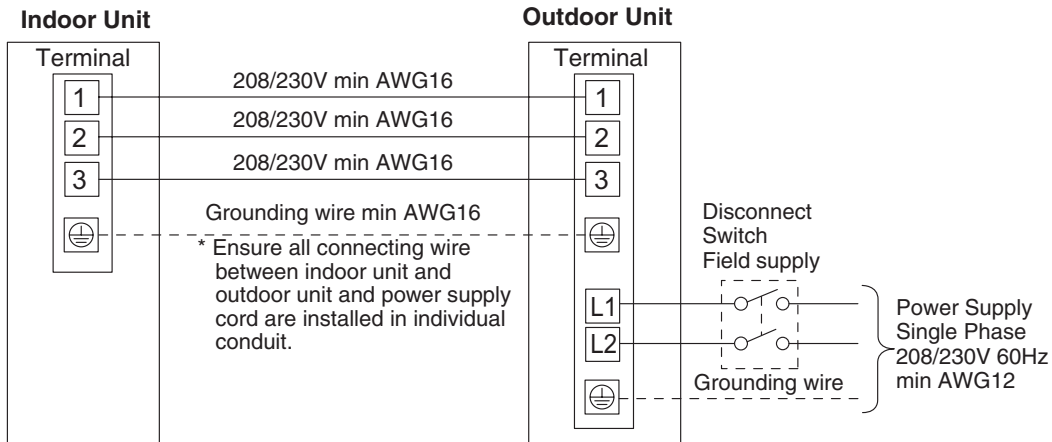 Indoor Unit
Outdoor Unit
Terminal
Terminal
1
208/230V min AWG16
1
2
208/230V min AWG16
2
3
208/230V min AWG16
3
Grounding wire min AWG16
* Ensure all connecting wire
between indoor unit and
outdoor unit and power supply
cord are installed in individual
conduit.
Disconnect
Switch
Field supply
L1
L2
Grounding wire
Power Supply
Single Phase
208/230V 60Hz
min AWG12